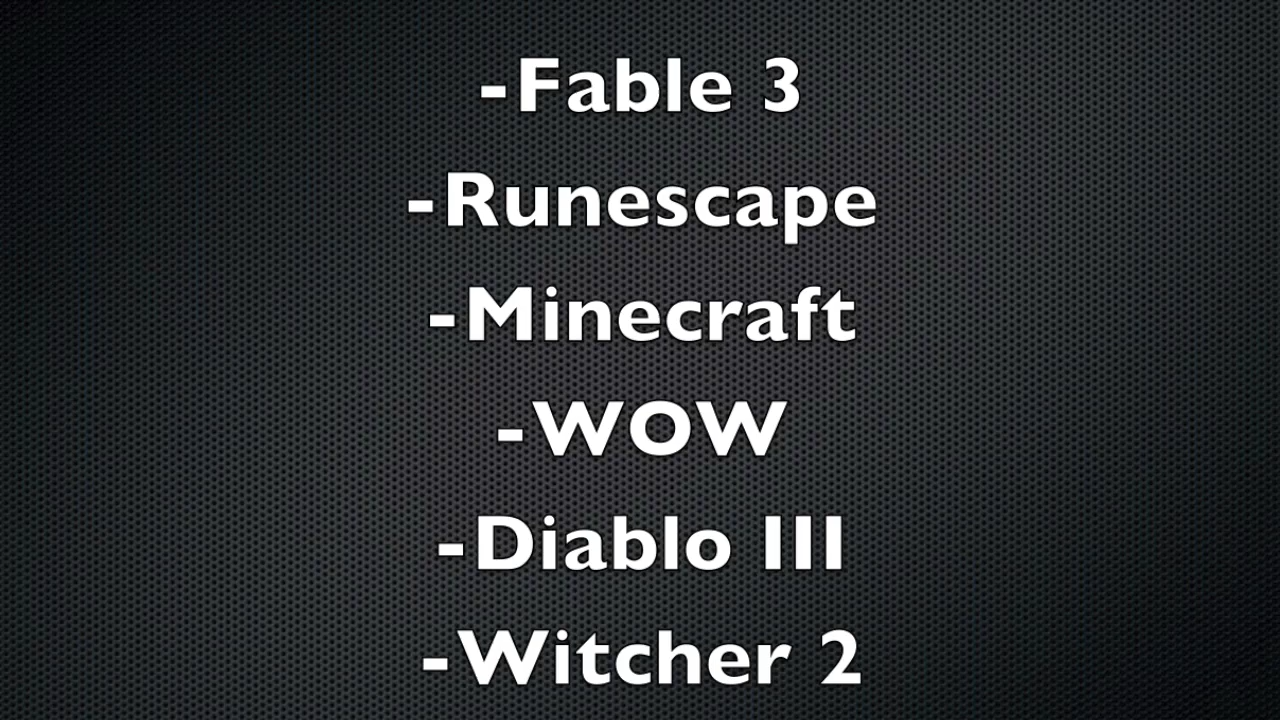 -Fable 3
-Runescape
-Minecraft
-WOW
-Diablo III
-Witcher 2